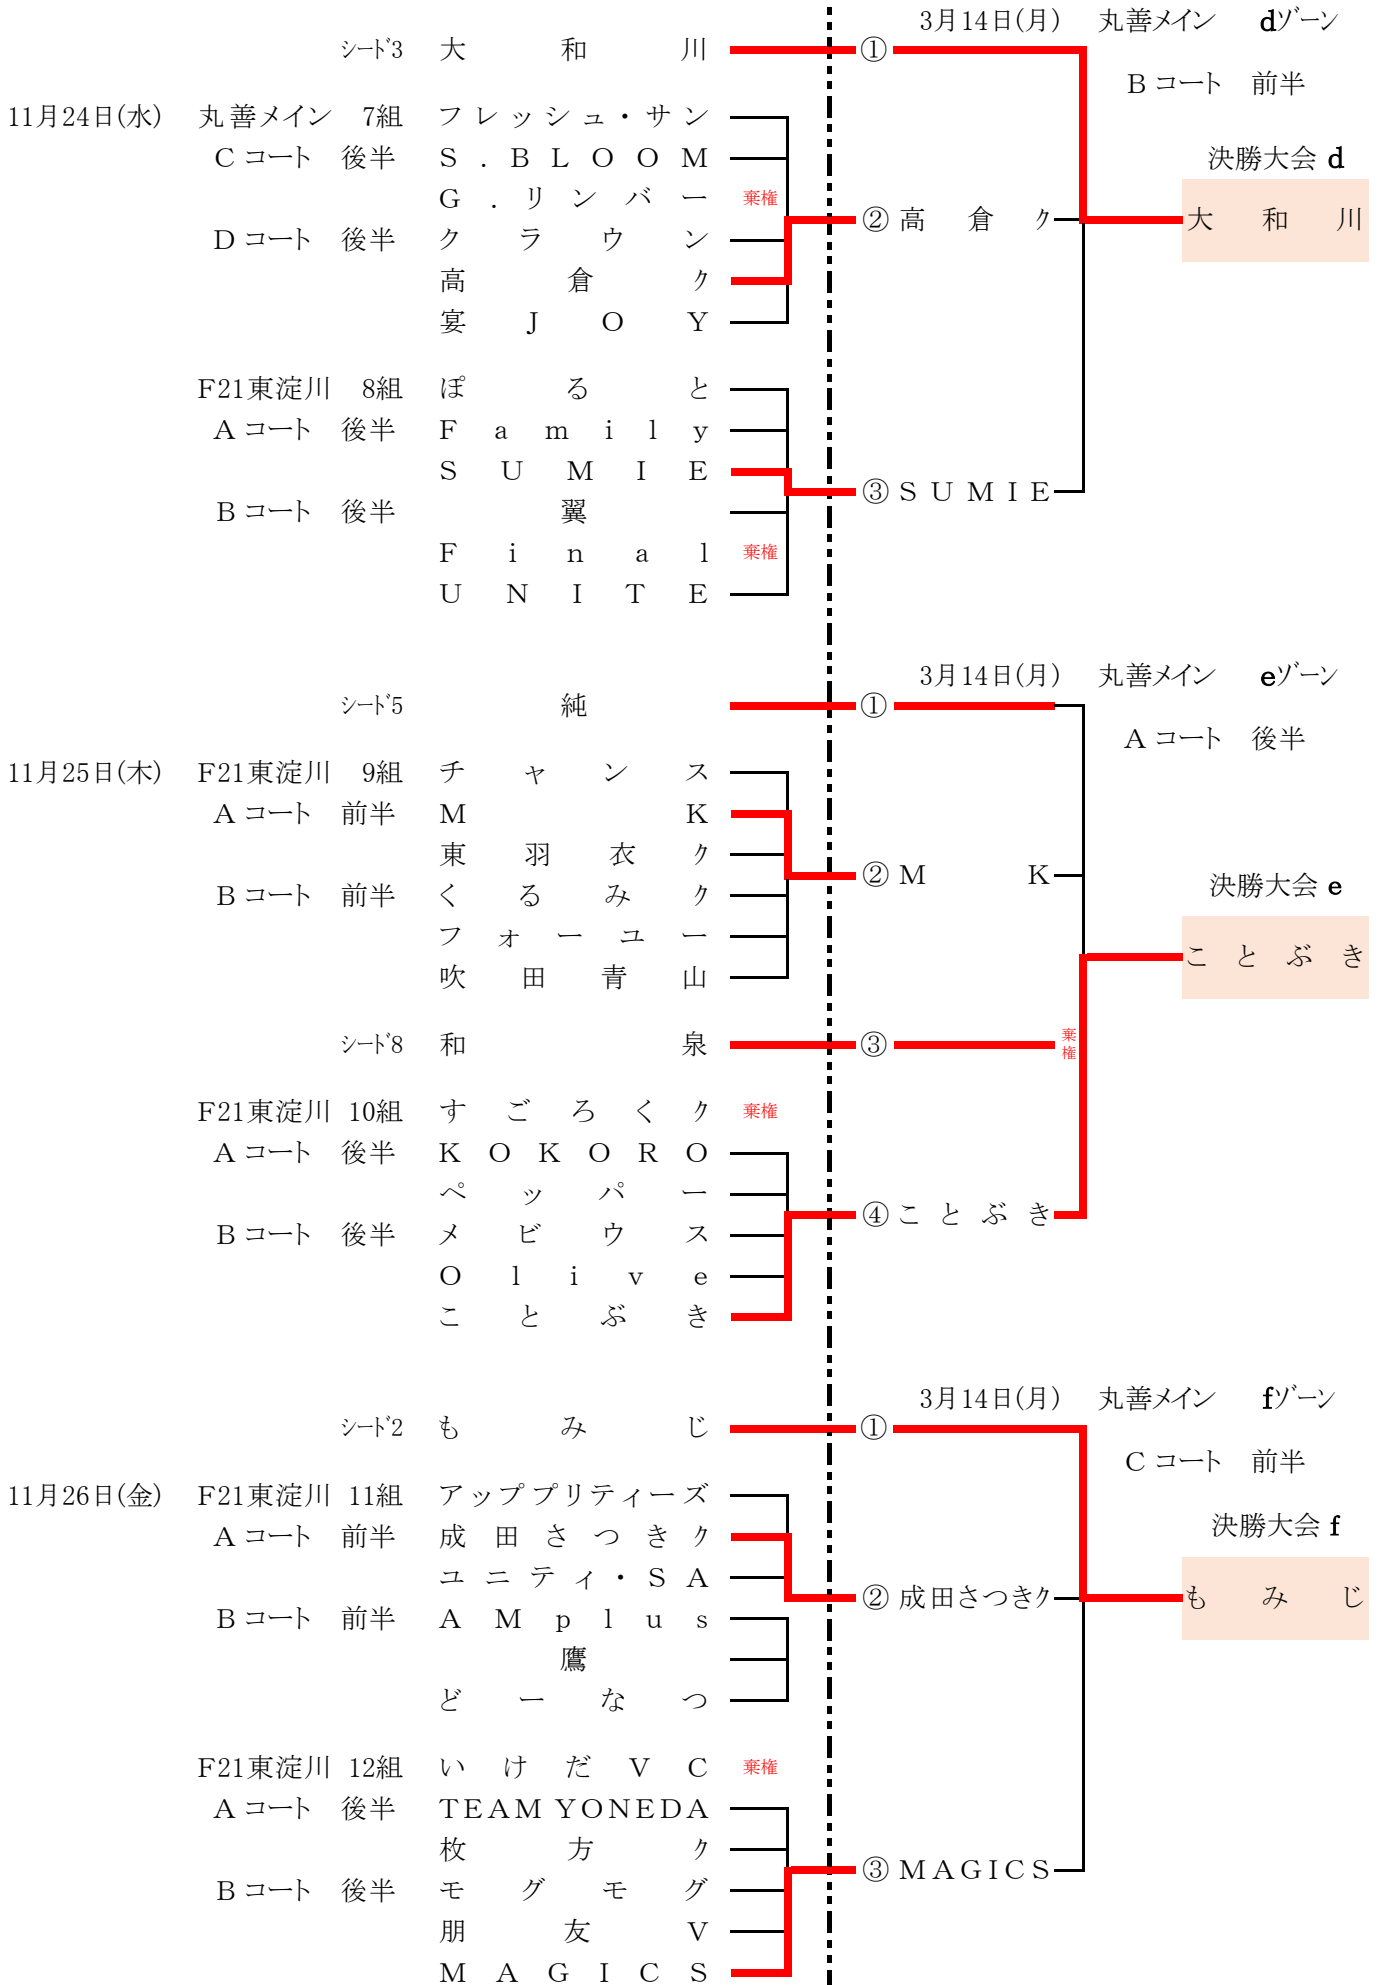 3月14日(月) 丸善メイン dゾーン
シード3 大和川 ①
Bコート 前半
11月24日(水) 丸善メイン 7組 フレッシュ・サン
Cコート 後半 S.BLOOM 決勝大会 d
G.リンバー 棄権
② 高倉ク 大和川
Dコート 後半 クラウン
高倉ク
宴JOY
F21東淀川 8組 ぽると
Aコート 後半 Family
SUMIE
③ SUMIE
Bコート 後半 翼
Final 棄権
UNITE
3月14日(月) 丸善メイン eゾーン
シード5 純 ①
Aコート 後半
11月25日(木) F21東淀川 9組 チャンス
Aコート 前半 MK
東羽衣ク
② MK
決勝大会 e
Bコート 前半 くるみク
フォーユー
ことぶき
吹田青山
シード8 和泉 ③ 棄権
F21東淀川 10組 すごろくク 棄権
Aコート 後半 KOKORO
ペッパー
④ ことぶき
Bコート 後半 メビウス
Olive
ことぶき
3月14日(月) 丸善メイン fゾーン
シード2 もみじ ①
Cコート 前半
11月26日(金) F21東淀川 11組 アッププリティーズ
決勝大会 f
Aコート 前半 成田さつきク
ユニティ・SA
② 成田さつきク もみじ
Bコート 前半 AMplus
鷹
どーなつ
F21東淀川 12組 いけだVC 棄権
Aコート 後半 TEAM YONEDA
枚方ク
③ MAGICS
Bコート 後半 モグモグ
朋友V
MAGICS